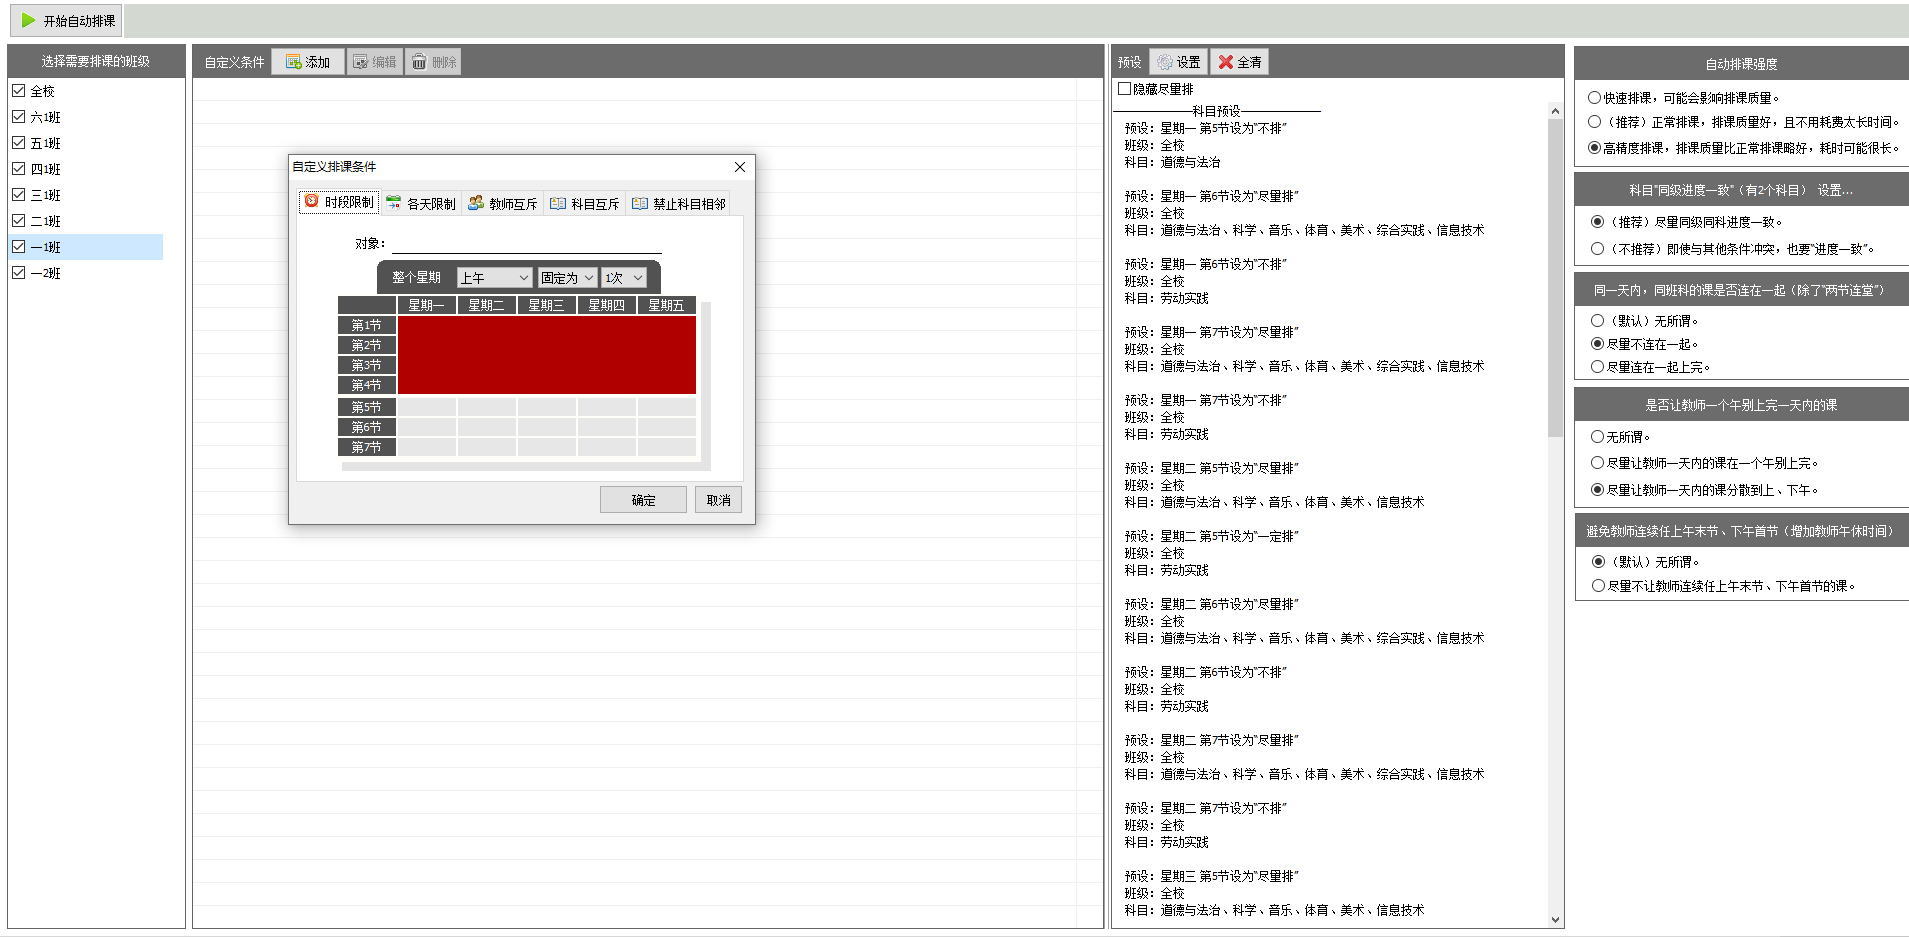 开始自动排课
选择需要排课的班级
全校
六1班
五1班
四1班
三1班
二1班
一1班
一2班
自定义条件 添加 编辑 删除
自定义排课条件
时段限制 各天限制 教师互斥 科目互斥 禁止科目相邻
对象：
整个星期 上午 固定为 1次
星期一 星期二 星期三 星期四 星期五
第1节
第2节
第3节
第4节
第5节
第6节
第7节
确定 取消
预设 设置 全清
隐藏尽量排
科目预设
预设：星期一 第5节设为"不排"
班级：全校
科目：道德与法治
预设：星期一 第6节设为"尽量排"
班级：全校
科目：道德与法治、科学、音乐、体育、美术、综合实践、信息技术
预设：星期一 第6节设为"不排"
班级：全校
科目：劳动实践
预设：星期一 第7节设为"尽量排"
班级：全校
科目：道德与法治、科学、音乐、体育、美术、综合实践、信息技术
预设：星期一 第7节设为"不排"
班级：全校
科目：劳动实践
预设：星期二 第5节设为"尽量排"
班级：全校
科目：道德与法治、科学、音乐、体育、美术、信息技术
预设：星期二 第5节设为"一定排"
班级：全校
科目：劳动实践
预设：星期二 第6节设为"尽量排"
班级：全校
科目：道德与法治、科学、音乐、体育、美术、综合实践、信息技术
预设：星期二 第6节设为"不排"
班级：全校
科目：劳动实践
预设：星期二 第7节设为"尽量排"
班级：全校
科目：道德与法治、科学、音乐、体育、美术、综合实践、信息技术
预设：星期二 第7节设为"不排"
班级：全校
科目：劳动实践
预设：星期三 第5节设为"尽量排"
班级：全校
科目：道德与法治、科学、音乐、体育、美术、信息技术
自动排课强度
快速排课，可能会影响排课质量。
（推荐）正常排课，排课质量好，且不用耗费太长时间。
高精度排课，排课质量比正常排课略好，耗时可能很长。
科目"同级进度一致"（有2个科目） 设置...
（推荐）尽量同级同科进度一致。
（不推荐）即使与其他条件冲突，也要"进度一致"。
同一天内，同班科的课是否连在一起（除了"两节连堂"）
（默认）无所谓。
尽量不连在一起。
尽量连在一起上完。
是否让教师一个午别上完一天内的课
无所谓。
尽量让教师一天内的课在一个午别上完。
尽量让教师一天内的课分散到上、下午。
避免教师连续任上午末节、下午首节（增加教师午休时间）
（默认）无所谓。
尽量不让教师连续任上午末节、下午首节的课。